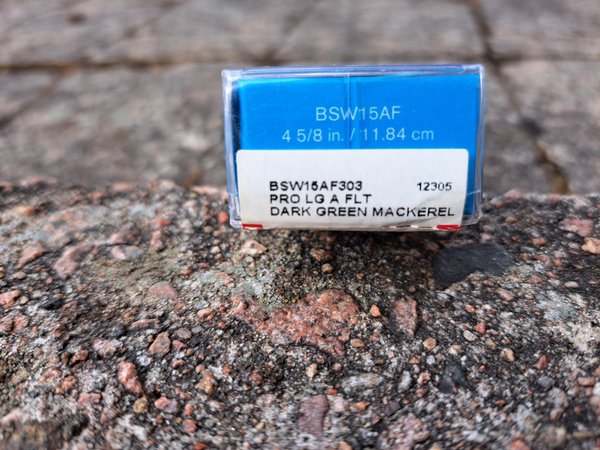 BSW15AF
4 5/8 in. / 11.84 cm
BSW15AF303 12305
PRO LG A FLT
DARK GREEN MACKEREL